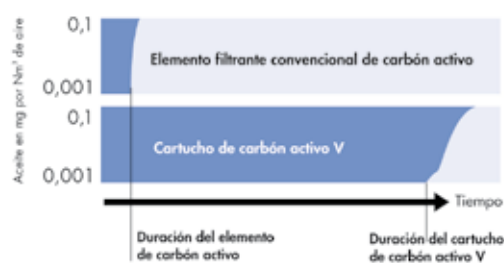 Aceite en mg por Nm³ de aire
0,1
Elemento filtrante convencional de carbón activo
0,001
0,1
Cartucho de carbón activo V
0,001
Tiempo
Duración del elemento
de carbón activo
Duración del cartucho
de carbón activo V